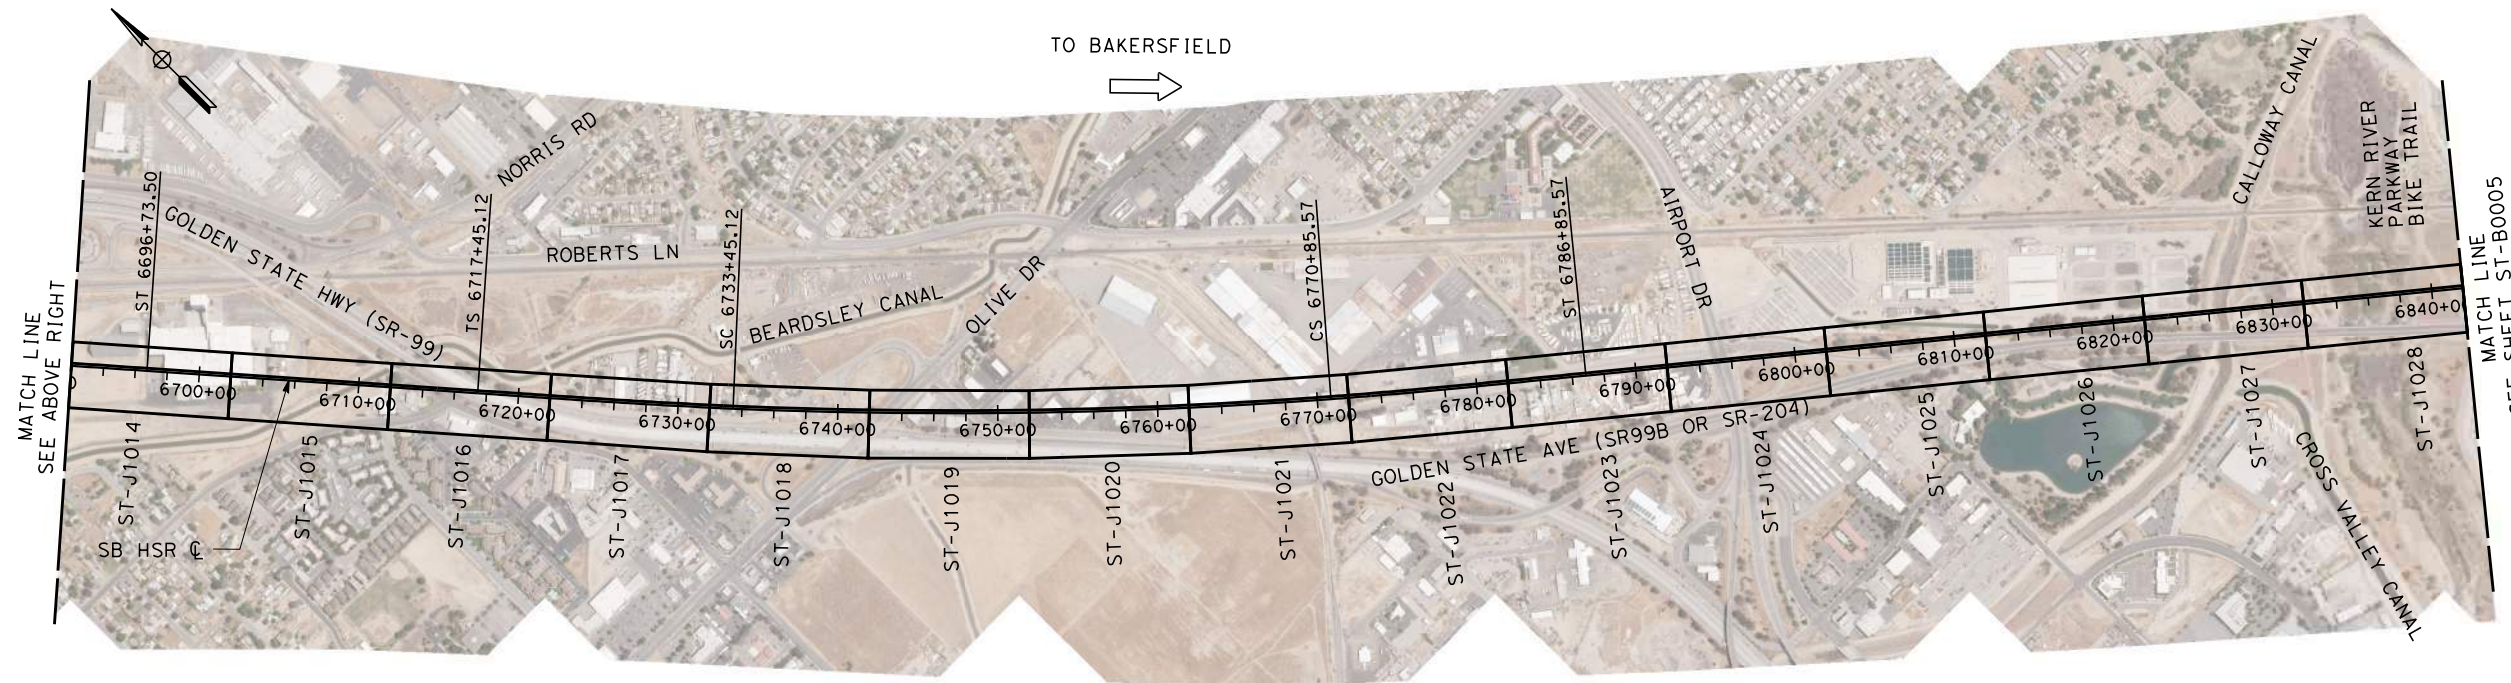 TO BAKERSFIELD
MATCH LINE
SEE ABOVE RIGHT
ST 6696+73.50
GOLDEN STATE HWY (SR-99)
TS 6717+45.12
NORRIS RD
ROBERTS LN
SC 6733+45.12
BEARDSLEY CANAL
OLIVE DR
CS 6770+85.57
ST 6786+85.57
AIRPORT DR
CALLOWAY CANAL
KERN RIVER
PARKWAY
BIKE TRAIL
MATCH LINE
SEE SHEET ST-B0005
6700+00
6710+00
6720+00
6730+00
6740+00
6750+00
6760+00
6770+00
6780+00
6790+00
6800+00
6810+00
6820+00
6830+00
6840+00
GOLDEN STATE AVE (SR99B OR SR-204)
ST-J1014
ST-J1015
ST-J1016
ST-J1017
ST-J1018
ST-J1019
ST-J1020
ST-J1021
ST-J1022
ST-J1023
ST-J1024
ST-J1025
ST-J1026
ST-J1027
ST-J1028
SB HSR ℄
CROSS VALLEY CANAL